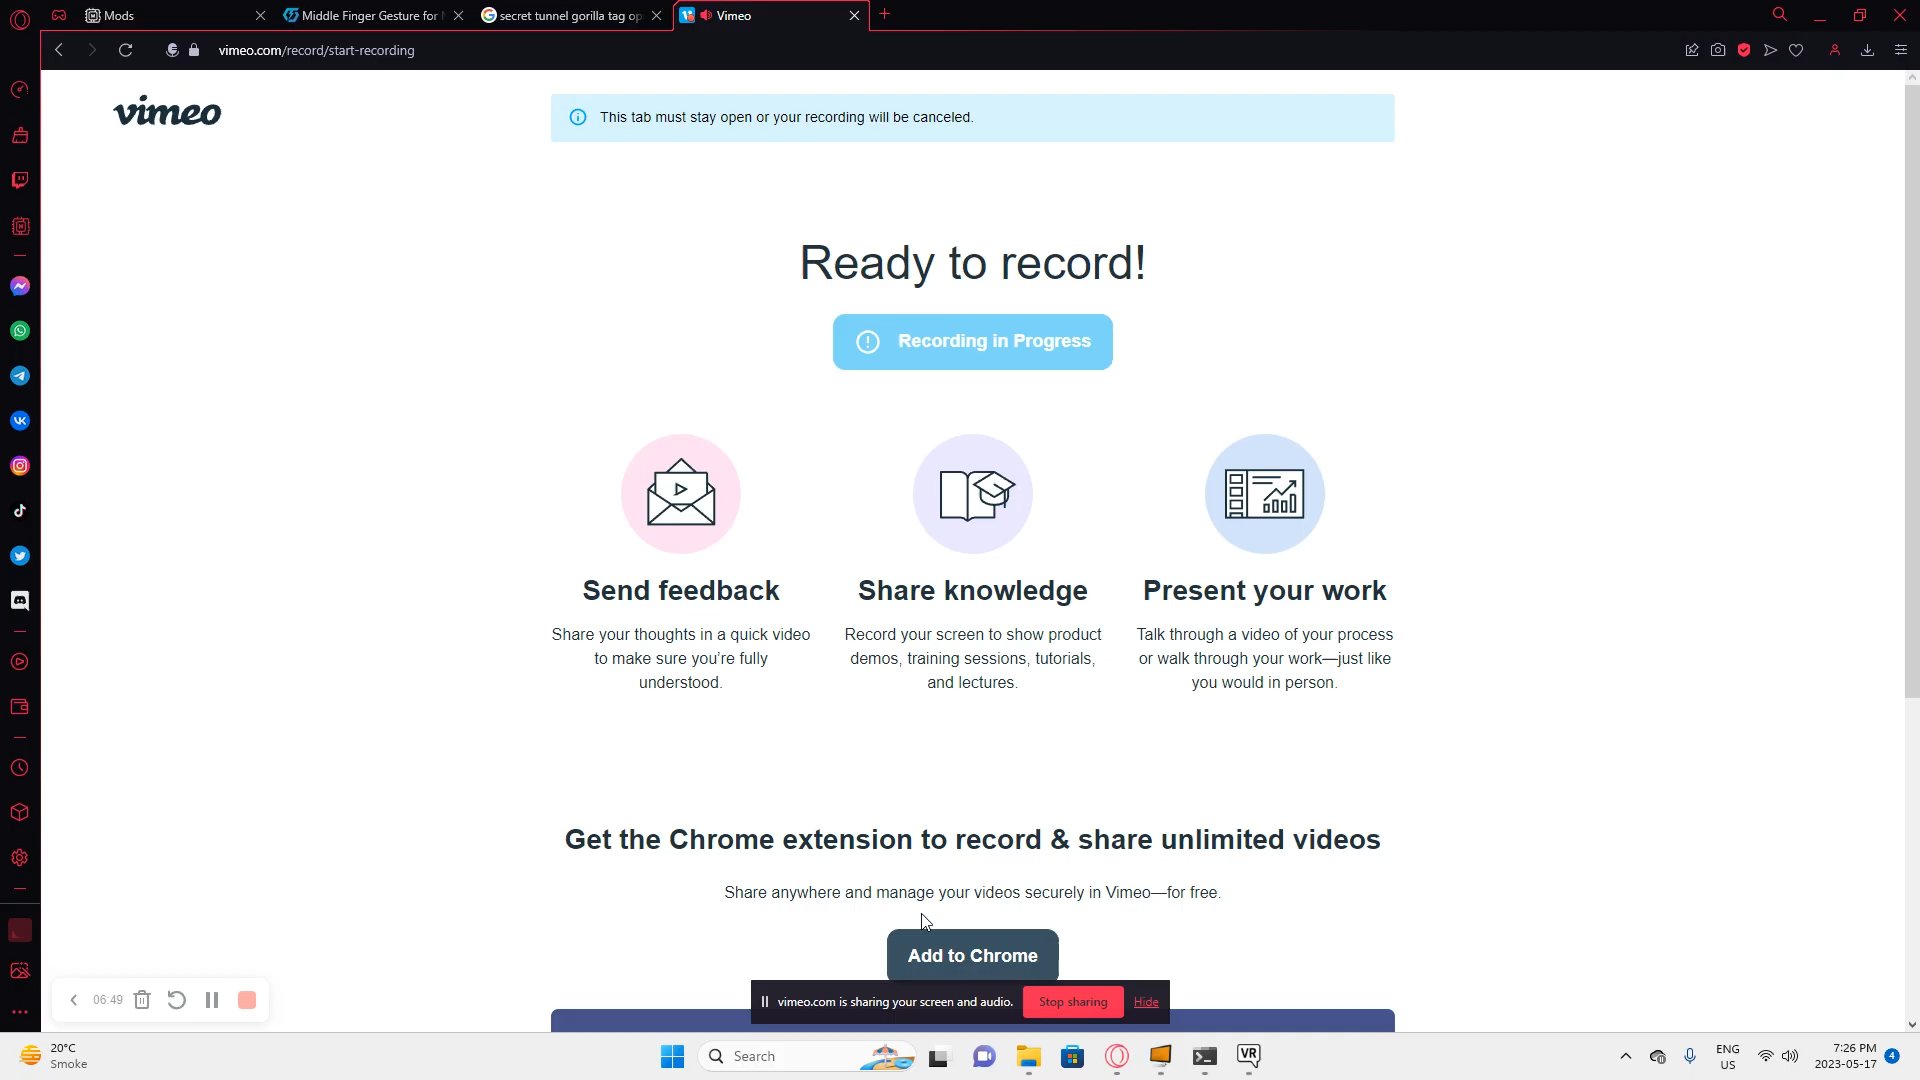 Mods
Middle Finger Gesture for
secret tunnel gorilla tag op
Vimeo
vimeo.com/record/start-recording
vimeo
This tab must stay open or your recording will be canceled.
Ready to record!
Recording in Progress
Send feedback
Share your thoughts in a quick video
to make sure you're fully
understood.
Share knowledge
Record your screen to show product
demos, training sessions, tutorials,
and lectures.
Present your work
Talk through a video of your process
or walk through your work—just like
you would in person.
Get the Chrome extension to record & share unlimited videos
Share anywhere and manage your videos securely in Vimeo—for free.
Add to Chrome
06:49
vimeo.com is sharing your screen and audio.
Stop sharing
Hide
20°C
Smoke
Search
VR
ENG
US
7:26 PM
2023-05-17
4